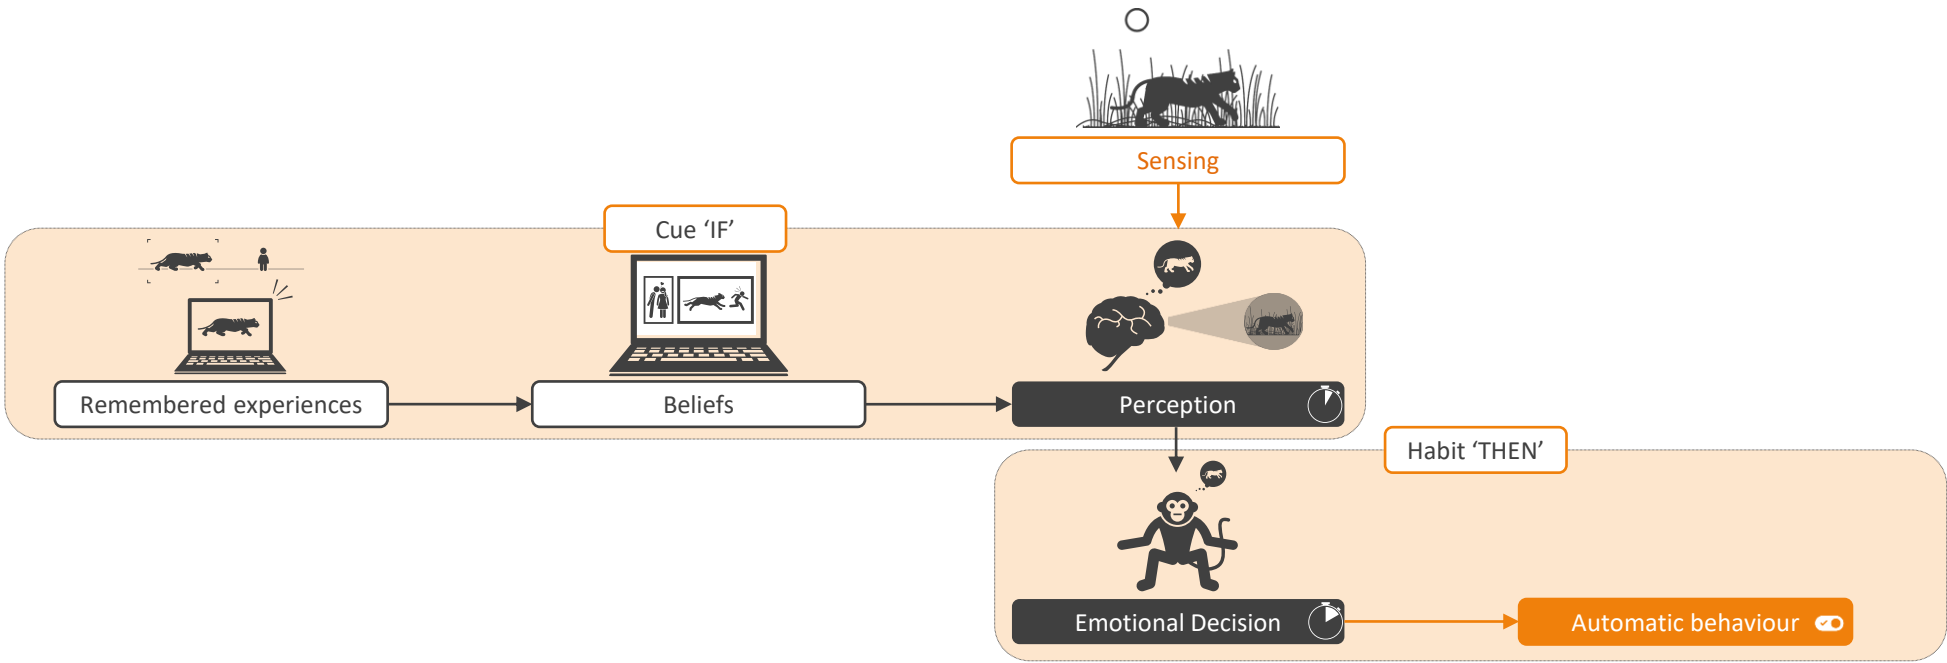 Sensing
Cue ‘IF’
Remembered experiences
Beliefs
Perception
Habit ‘THEN’
Emotional Decision
Automatic behaviour